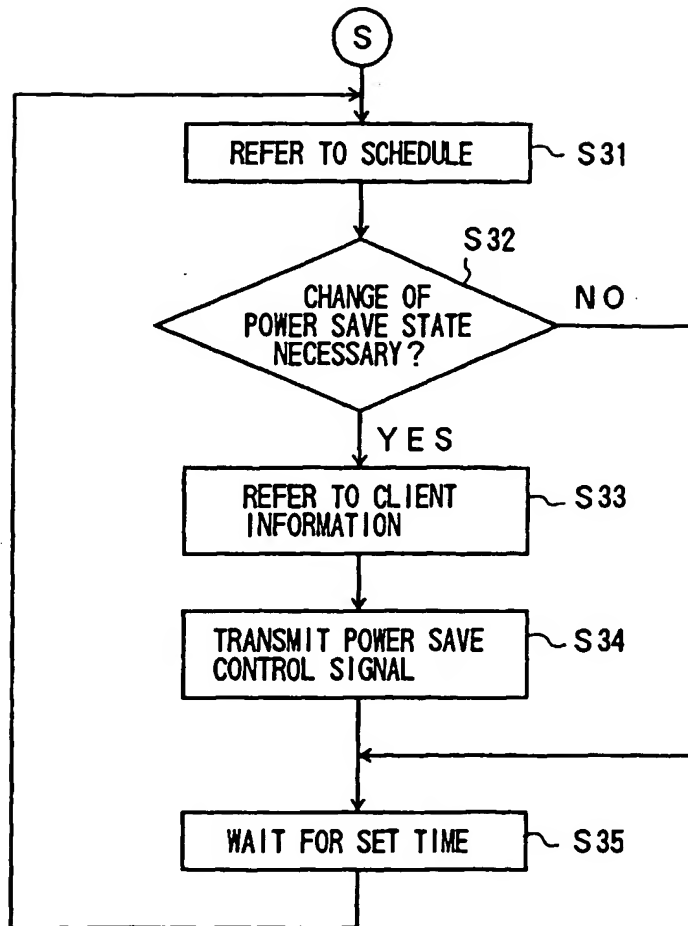 S
REFER TO SCHEDULE
S31
S32
CHANGE OF
POWER SAVE STATE
NECESSARY?
NO
YES
REFER TO CLIENT
INFORMATION
S33
TRANSMIT POWER SAVE
CONTROL SIGNAL
S34
WAIT FOR SET TIME
S35